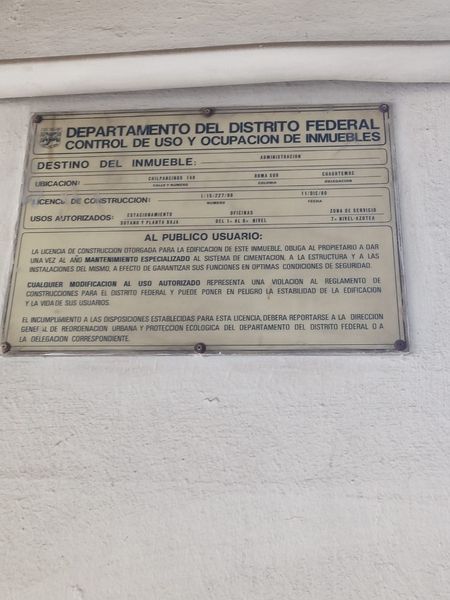 DEPARTAMENTO DEL DISTRITO FEDERAL
CONTROL DE USO Y OCUPACION DE INMUEBLES
DESTINO DEL INMUEBLE: ADMINISTRACION
UBICACION: CHILPANCINGO ROMA SUR CUAUHTEMOC
CALLE Y NUMERO COLONIA DELEGACION
LICENCIA DE CONSTRUCCION: 1/15/227/80 11/DIC/80
NUMERO FECHA
USOS AUTORIZADOS: ESTACIONAMIENTO OFICINAS ZONA DE SERVICIO
SOTANO Y PLANTA BAJA DEL 1º AL 6º NIVEL 7º NIVEL AZOTEA
AL PUBLICO USUARIO:
LA LICENCIA DE CONSTRUCCION OTORGADA PARA LA EDIFICACION DE ESTE INMUEBLE, OBLIGA AL PROPIETARIO A DAR
UNA VEZ AL AÑO MANTENIMIENTO ESPECIALIZADO AL SISTEMA DE CIMENTACION, A LA ESTRUCTURA Y A LAS
INSTALACIONES DEL MISMO, A EFECTO DE GARANTIZAR SUS FUNCIONES EN OPTIMAS CONDICIONES DE SEGURIDAD.
CUALQUIER MODIFICACION AL USO AUTORIZADO REPRESENTA UNA VIOLACION AL REGLAMENTO DE
CONSTRUCCIONES PARA EL DISTRITO FEDERAL Y PUEDE PONER EN PELIGRO LA ESTABILIDAD DE LA EDIFICACION
Y LA VIDA DE SUS USUARIOS.
EL INCUMPLIMIENTO A LAS DISPOSICIONES ESTABLECIDAS PARA ESTA LICENCIA, DEBERA REPORTARSE A LA DIRECCION
GENERAL DE REORDENACION URBANA Y PROTECCION ECOLOGICA DEL DEPARTAMENTO DEL DISTRITO FEDERAL O A
LA DELEGACION CORRESPONDIENTE.